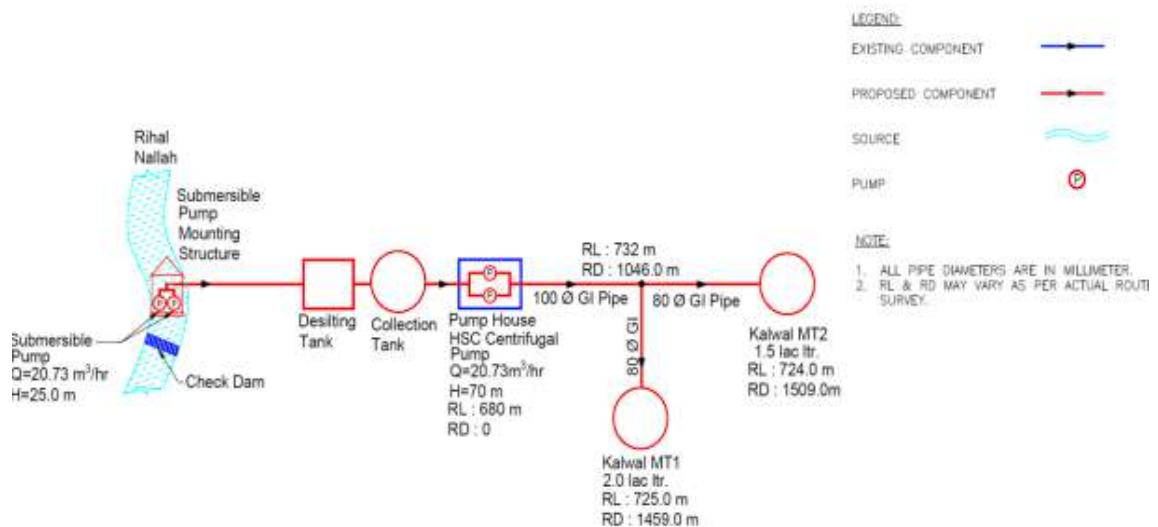 LEGEND:
EXISTING COMPONENT
PROPOSED COMPONENT
SOURCE
PUMP
P
NOTE:
1. ALL PIPE DIAMETERS ARE IN MILLIMETER.
2. RL & RD MAY VARY AS PER ACTUAL ROUTE
SURVEY.
Rihal
Nallah
Submersible
Pump
Mounting
Structure
P P
Submersible
Pump
Q=20.73 m³/hr
H=25.0 m
Check Dam
Desilting
Tank
Collection
Tank
P
P
Pump House
HSC Centrifugal
Pump
Q=20.73m³/hr
H=70 m
RL : 680 m
RD : 0
RL : 732 m
RD : 1046.0 m
100 Ø GI Pipe
80 Ø GI Pipe
80 Ø GI
Kalwal MT2
1.5 lac ltr.
RL : 724.0 m
RD : 1509.0m
Kalwal MT1
2.0 lac ltr.
RL : 725.0 m
RD : 1459.0 m